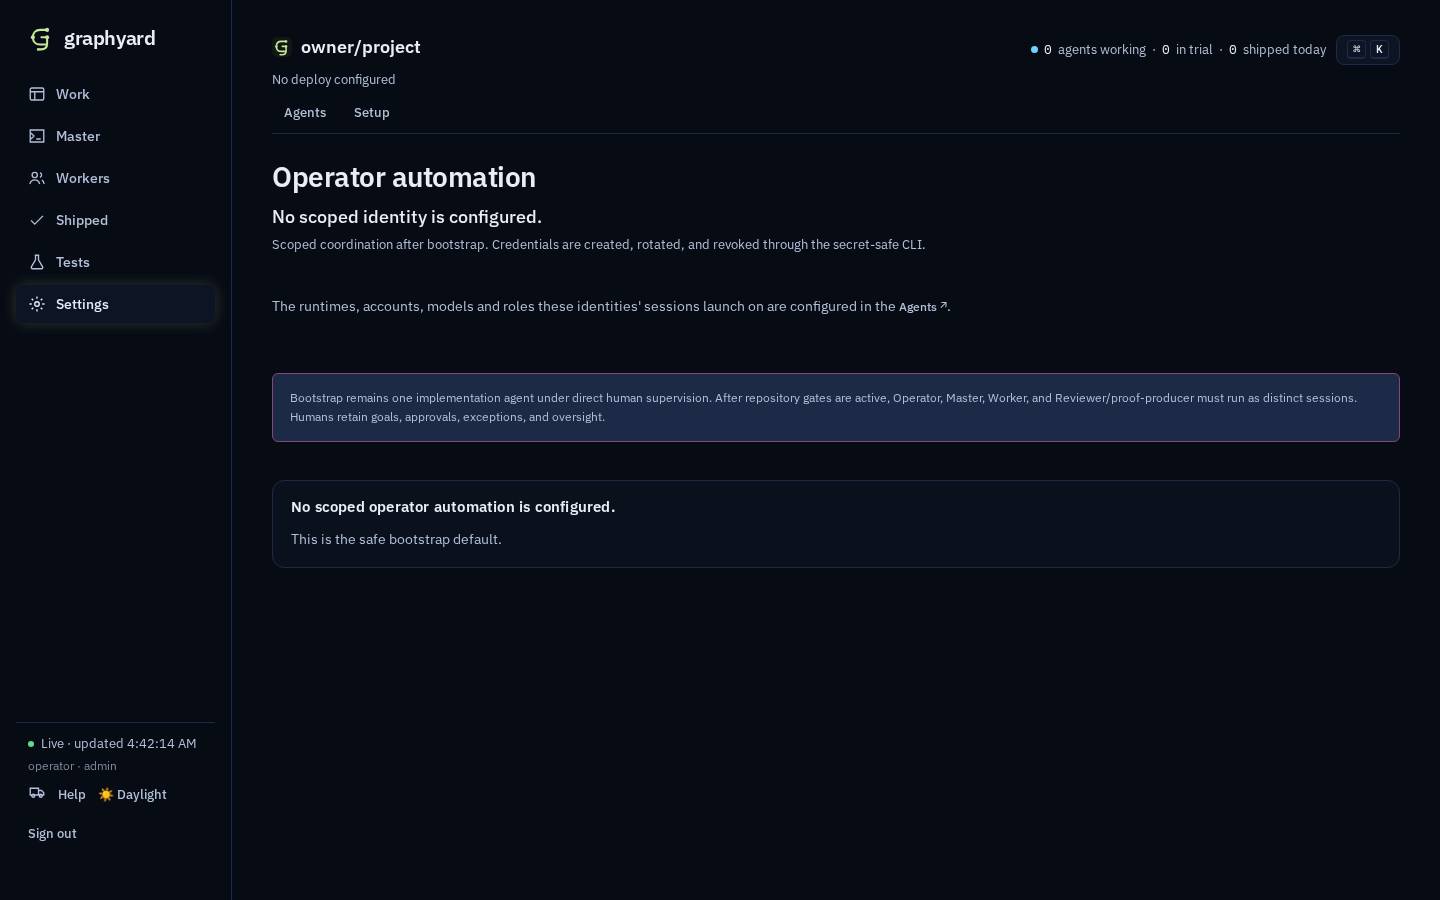 graphyard
Work
Master
Workers
Shipped
Tests
Settings
Live · updated 4:42:14 AM
operator · admin
Help ☀️ Daylight
Sign out
owner/project
0 agents working · 0 in trial · 0 shipped today
⌘ K
No deploy configured
Agents Setup
Operator automation
No scoped identity is configured.
Scoped coordination after bootstrap. Credentials are created, rotated, and revoked through the secret-safe CLI.
The runtimes, accounts, models and roles these identities' sessions launch on are configured in the Agents ↗.
Bootstrap remains one implementation agent under direct human supervision. After repository gates are active, Operator, Master, Worker, and Reviewer/proof-producer must run as distinct sessions.
Humans retain goals, approvals, exceptions, and oversight.
No scoped operator automation is configured.
This is the safe bootstrap default.